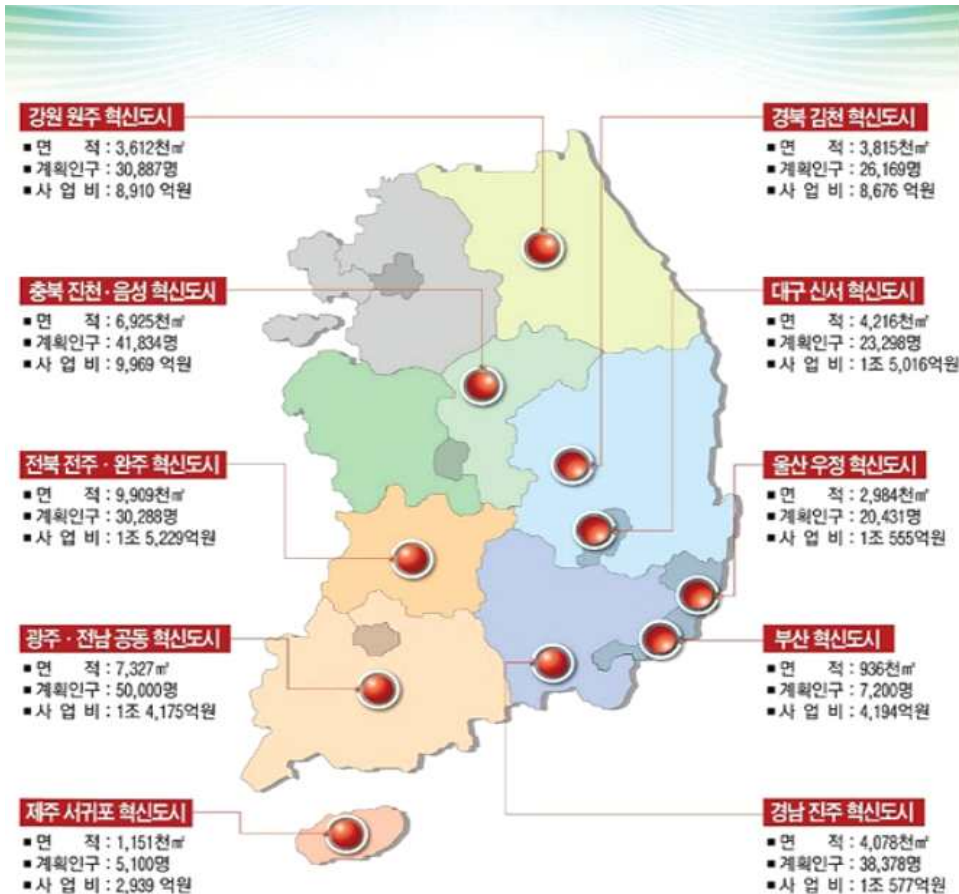 강원 원주 혁신도시
■ 면 적 : 3,612천㎡
■ 계획인구 : 30,887명
■ 사 업 비 : 8,910 억원
충북 진천 · 음성 혁신도시
■ 면 적 : 6,925천㎡
■ 계획인구 : 41,834명
■ 사 업 비 : 9,969 억원
전북 전주 · 완주 혁신도시
■ 면 적 : 9,909천㎡
■ 계획인구 : 30,288명
■ 사 업 비 : 1조 5,229억원
광주 · 전남 공동 혁신도시
■ 면 적 : 7,327㎡
■ 계획인구 : 50,000명
■ 사 업 비 : 1조 4,175억원
제주 서귀포 혁신도시
■ 면 적 : 1,151천㎡
■ 계획인구 : 5,100명
■ 사 업 비 : 2,939 억원
경북 김천 혁신도시
■ 면 적 : 3,815천㎡
■ 계획인구 : 26,169명
■ 사 업 비 : 8,676 억원
대구 신서 혁신도시
■ 면 적 : 4,216천㎡
■ 계획인구 : 23,298명
■ 사 업 비 : 1조 5,016억원
울산 우정 혁신도시
■ 면 적 : 2,984천㎡
■ 계획인구 : 20,431명
■ 사 업 비 : 1조 555억원
부산 혁신도시
■ 면 적 : 936천㎡
■ 계획인구 : 7,200명
■ 사 업 비 : 4,194억원
경남 진주 혁신도시
■ 면 적 : 4,078천㎡
■ 계획인구 : 38,378명
■ 사 업 비 : 1조 577억원